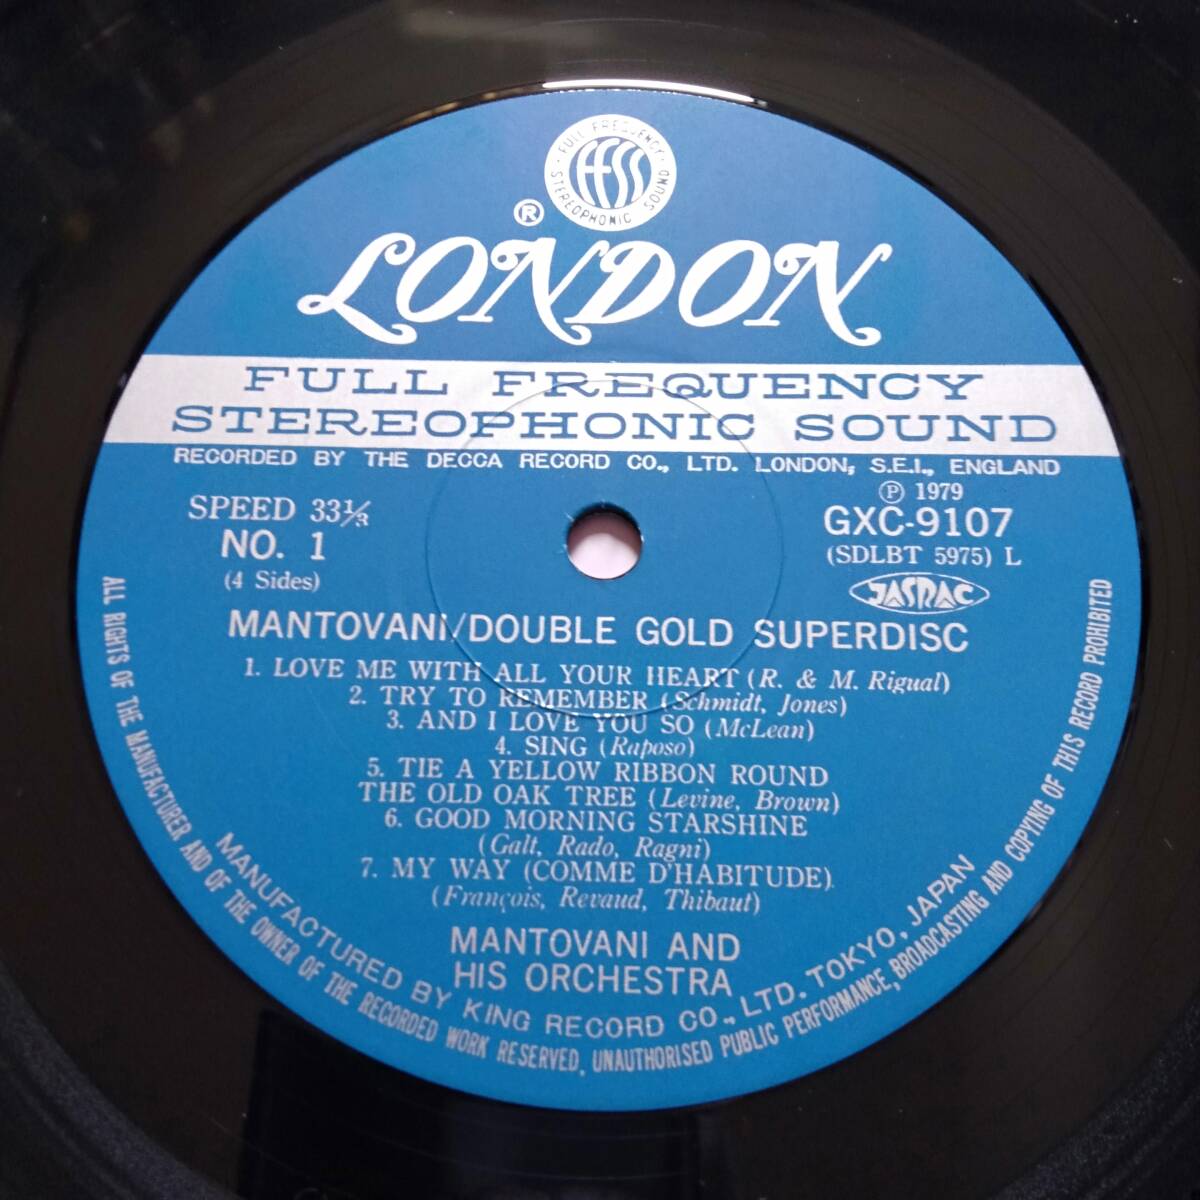 FULL FREQUENCY STEREOPHONIC SOUND
FFSS
®
LONDON
FULL FREQUENCY
STEREOPHONIC SOUND
RECORDED BY THE DECCA RECORD CO., LTD. LONDON, S.E.I., ENGLAND
SPEED 33⅓
NO. 1
(4 Sides)
Ⓟ 1979
GXC-9107
(SDLBT 5975) L
JASRAC
MANTOVANI/DOUBLE GOLD SUPERDISC
1. LOVE ME WITH ALL YOUR HEART (R. & M. Rigual)
2. TRY TO REMEMBER (Schmidt, Jones)
3. AND I LOVE YOU SO (McLean)
4. SING (Raposo)
5. TIE A YELLOW RIBBON ROUND
THE OLD OAK TREE (Levine, Brown)
6. GOOD MORNING STARSHINE
(Galt, Rado, Ragni)
7. MY WAY (COMME D'HABITUDE)
(François, Revaud, Thibaut)
MANTOVANI AND
HIS ORCHESTRA
MANUFACTURED BY KING RECORD CO., LTD. TOKYO, JAPAN
ALL RIGHTS OF THE MANUFACTURER AND OF THE OWNER OF THE RECORDED WORK RESERVED, UNAUTHORISED PUBLIC PERFORMANCE, BROADCASTING AND COPYING OF THIS RECORD PROHIBITED